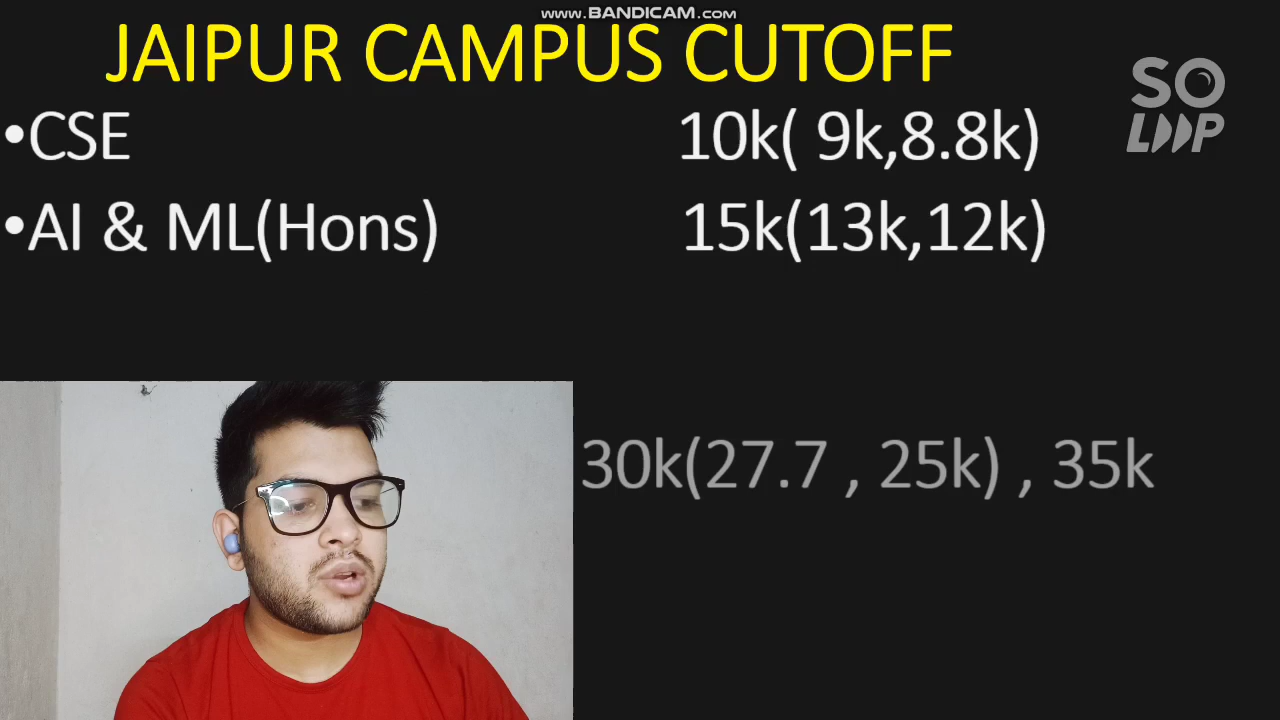 www.BANDICAM.com
JAIPUR CAMPUS CUTOFF
SO
LOOP
•CSE 10k( 9k,8.8k)
•AI & ML(Hons) 15k(13k,12k)
30k(27.7 , 25k) , 35k